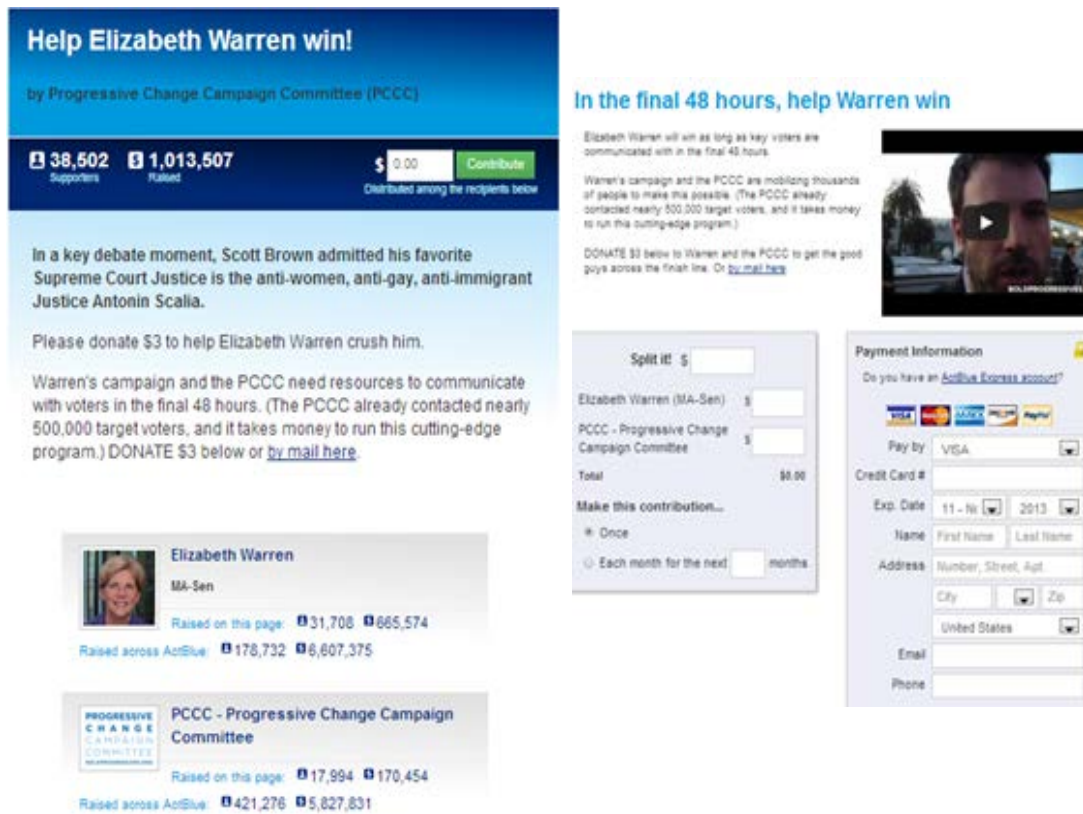 Help Elizabeth Warren win!
by Progressive Change Campaign Committee (PCCC)
38,502 1,013,507 $ 0.00 Contribute
Supporters Raised Distributed among the recipients below
In a key debate moment, Scott Brown admitted his favorite
Supreme Court Justice is the anti-women, anti-gay, anti-immigrant
Justice Antonin Scalia.
Please donate $3 to help Elizabeth Warren crush him.
Warren's campaign and the PCCC need resources to communicate
with voters in the final 48 hours. (The PCCC already contacted nearly
500,000 target voters, and it takes money to run this cutting-edge
program.) DONATE $3 below or by mail here.
Elizabeth Warren
MA-Sen
Raised on this page: 31,708 665,574
Raised across ActBlue: 178,732 6,607,375
PROGRESSIVE
CHANGE
CAMPAIGN
COMMITTEE
PCCC - Progressive Change Campaign
Committee
Raised on this page: 17,994 170,454
Raised across ActBlue: 421,276 5,827,831
In the final 48 hours, help Warren win
Elizabeth Warren will win as long as key voters are
communicated with in the final 48 hours.
Warren's campaign and the PCCC are mobilizing thousands
of people to make this possible. (The PCCC already
contacted nearly 500,000 target voters, and it takes money
to run this cutting-edge program.)
DONATE $3 below to Warren and the PCCC to get the good
guys across the finish line. Or by mail here
BOLDPROGRESSIVES
Split it! $
Elizabeth Warren (MA-Sen) $
PCCC - Progressive Change
Campaign Committee $
Total $0.00
Make this contribution...
Once
Each month for the next months
Payment Information
Do you have an ActBlue Express account?
VISA MasterCard DISCOVER PayPal
Pay by VISA
Credit Card #
Exp. Date 11 - No 2013
Name First Name Last Name
Address Number, Street, Apt.
City Zip
United States
Email
Phone